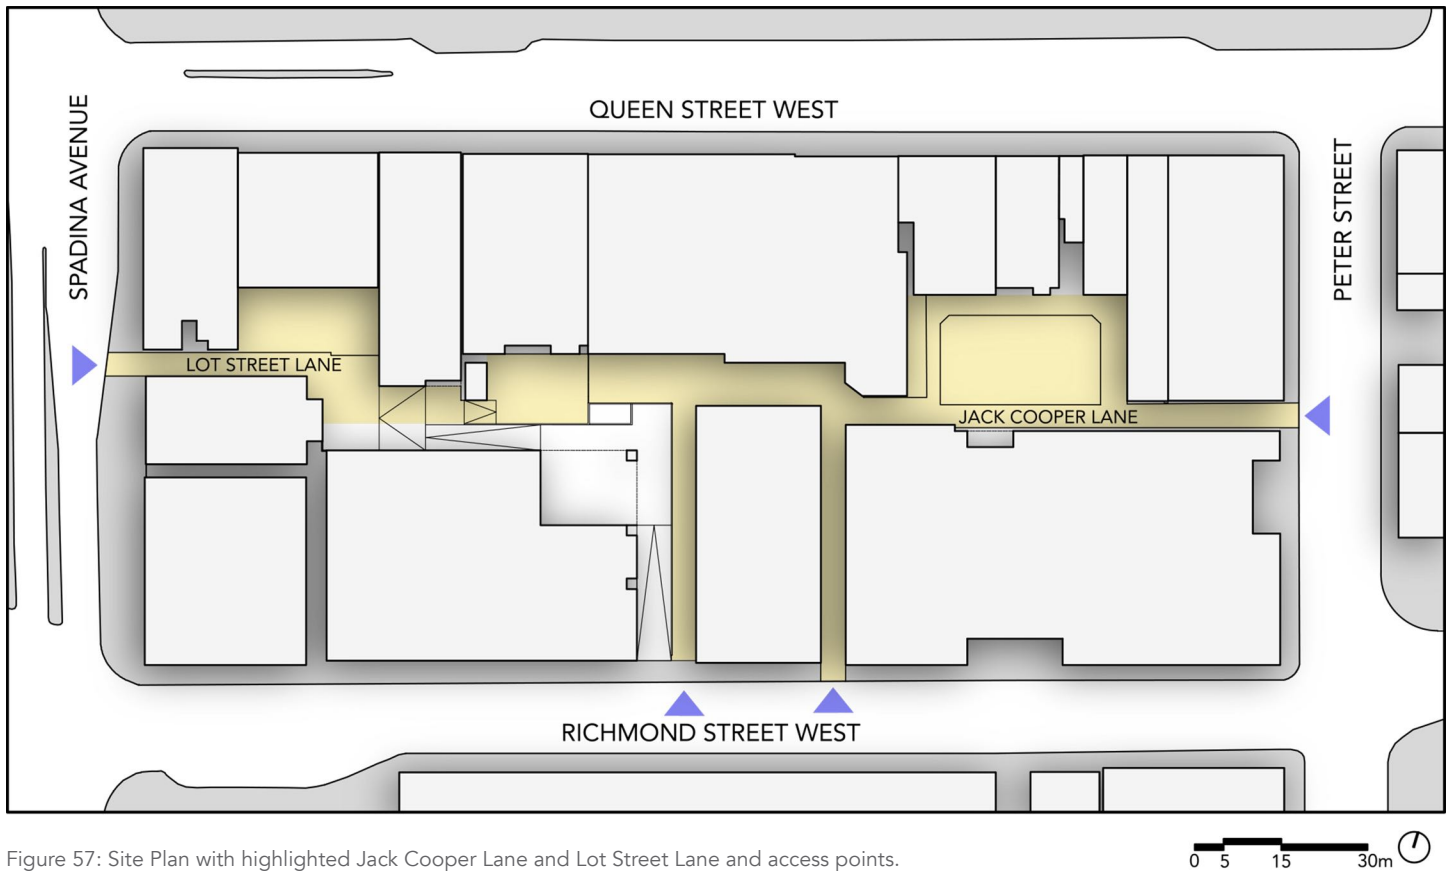 QUEEN STREET WEST
SPADINA AVENUE
PETER STREET
LOT STREET LANE
JACK COOPER LANE
RICHMOND STREET WEST
Figure 57: Site Plan with highlighted Jack Cooper Lane and Lot Street Lane and access points.
0 5 15 30m